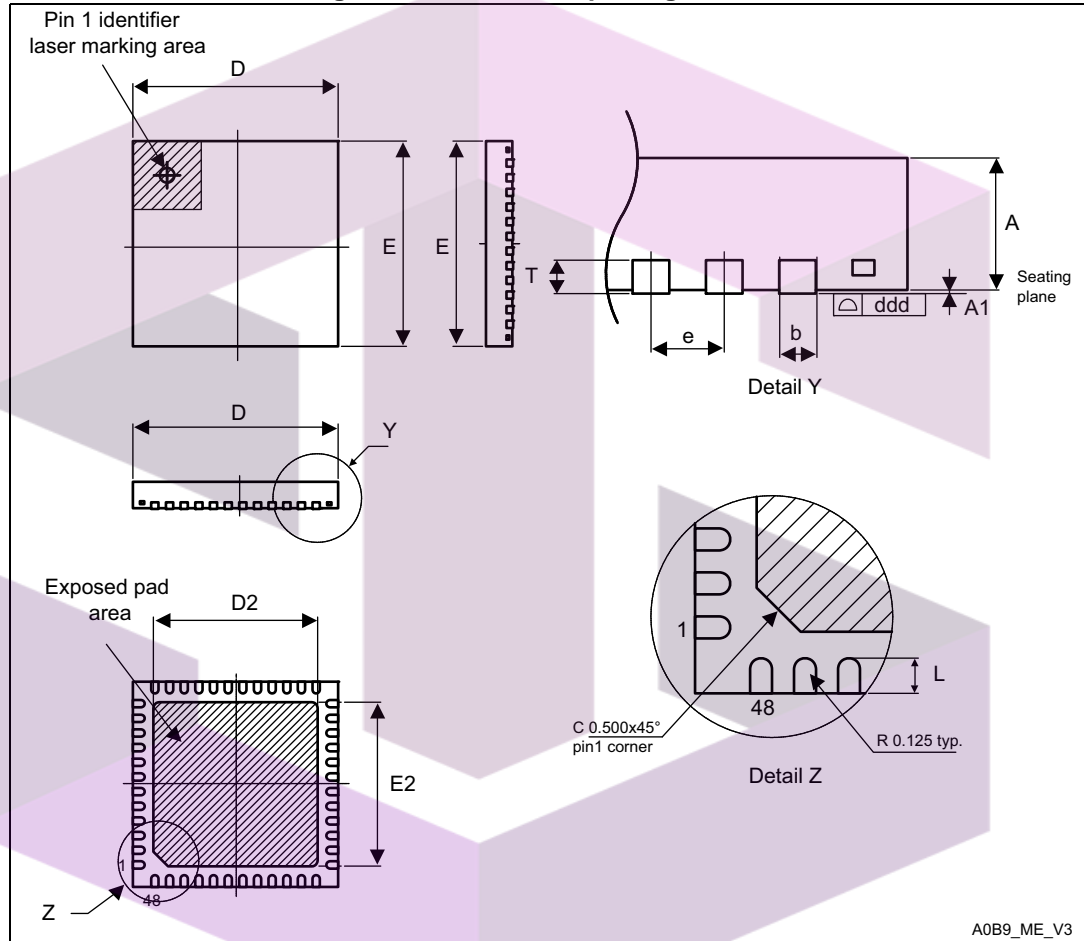 Pin 1 identifier
laser marking area
D
E
E
A
T
Seating
plane
A1
ddd
e
b
Detail Y
D
Y
Exposed pad
area
D2
E2
1
48
Z
1
48
L
C 0.500x45°
pin1 corner
R 0.125 typ.
Detail Z
A0B9_ME_V3